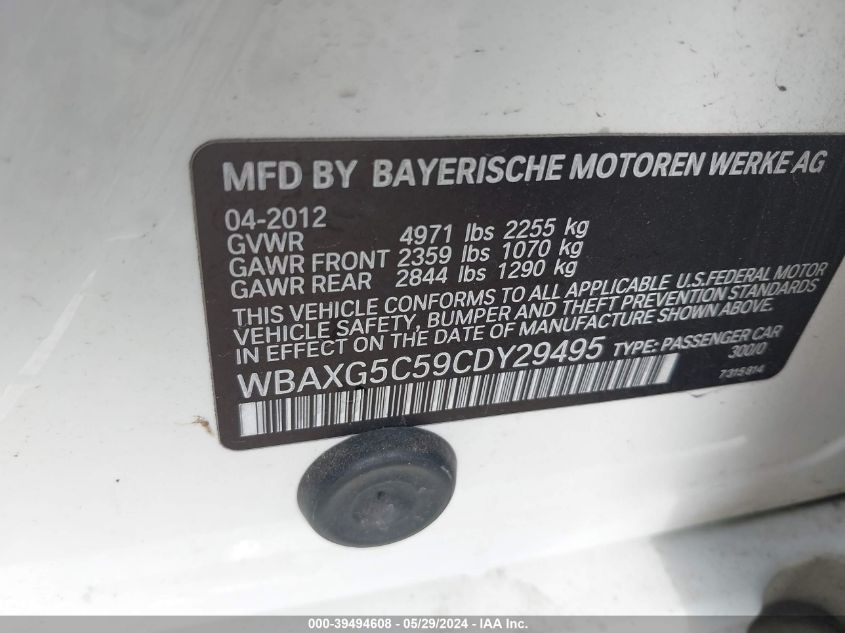 MFD BY BAYERISCHE MOTOREN WERKE AG
04-2012
GVWR 4971 lbs 2255 kg
GAWR FRONT 2359 lbs 1070 kg
GAWR REAR 2844 lbs 1290 kg
THIS VEHICLE CONFORMS TO ALL APPLICABLE U.S.FEDERAL MOTOR
VEHICLE SAFETY, BUMPER AND THEFT PREVENTION STANDARDS
IN EFFECT ON THE DATE OF MANUFACTURE SHOWN ABOVE.
WBAXG5C59CDY29495 TYPE: PASSENGER CAR
300/0
7315814
000-39494608 - 05/29/2024 - IAA Inc.